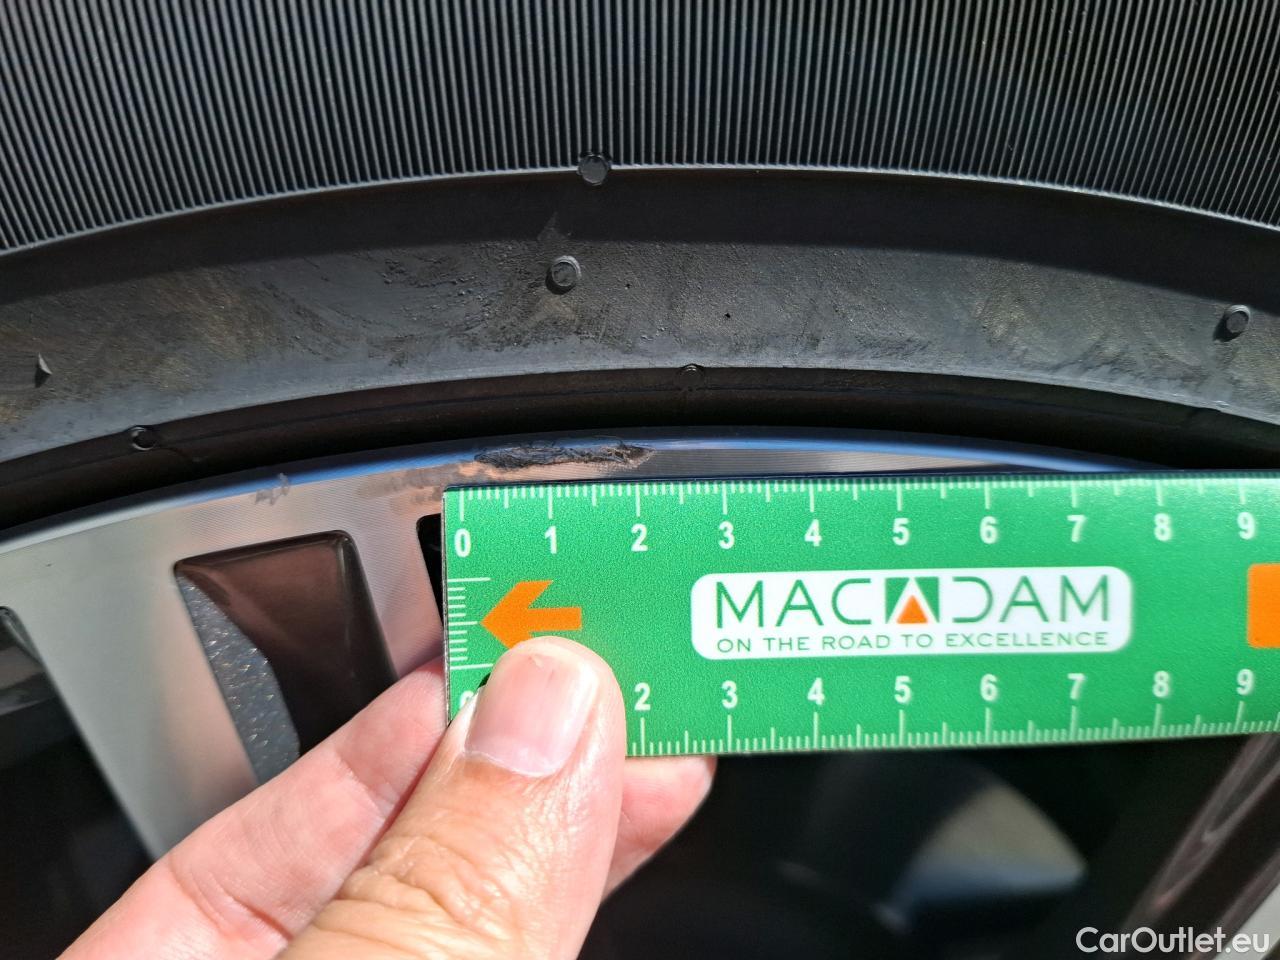 0 1 2 3 4 5 6 7 8 9
MACADAM
ON THE ROAD TO EXCELLENCE
2 3 4 5 6 7 8 9
CarOutlet.eu